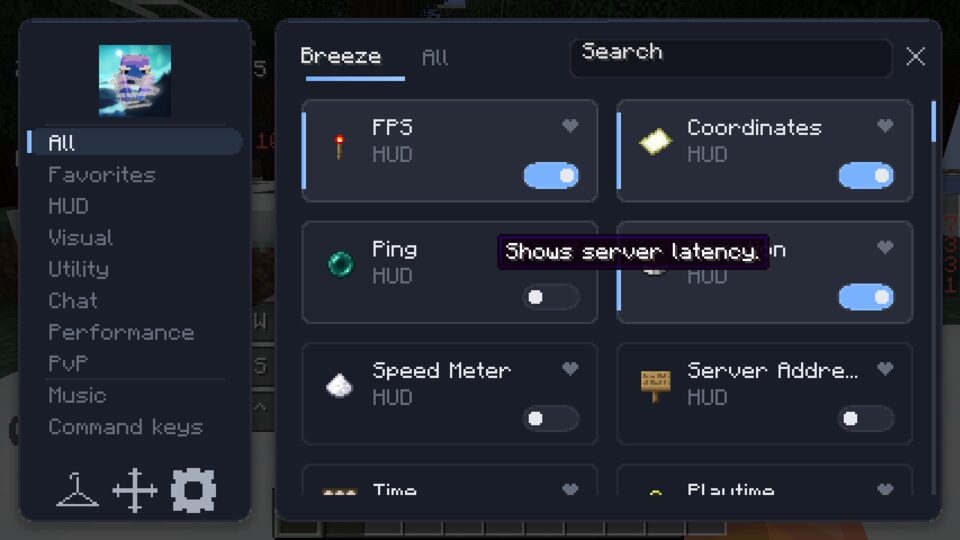 Breeze
All
Search
All
Favorites
HUD
Visual
Utility
Chat
Performance
PvP
Music
Command keys
FPS
HUD
Coordinates
HUD
Ping
HUD
Shows server latency.
HUD
Speed Meter
HUD
Server Addre...
HUD
Time
Playtime
5
W
S